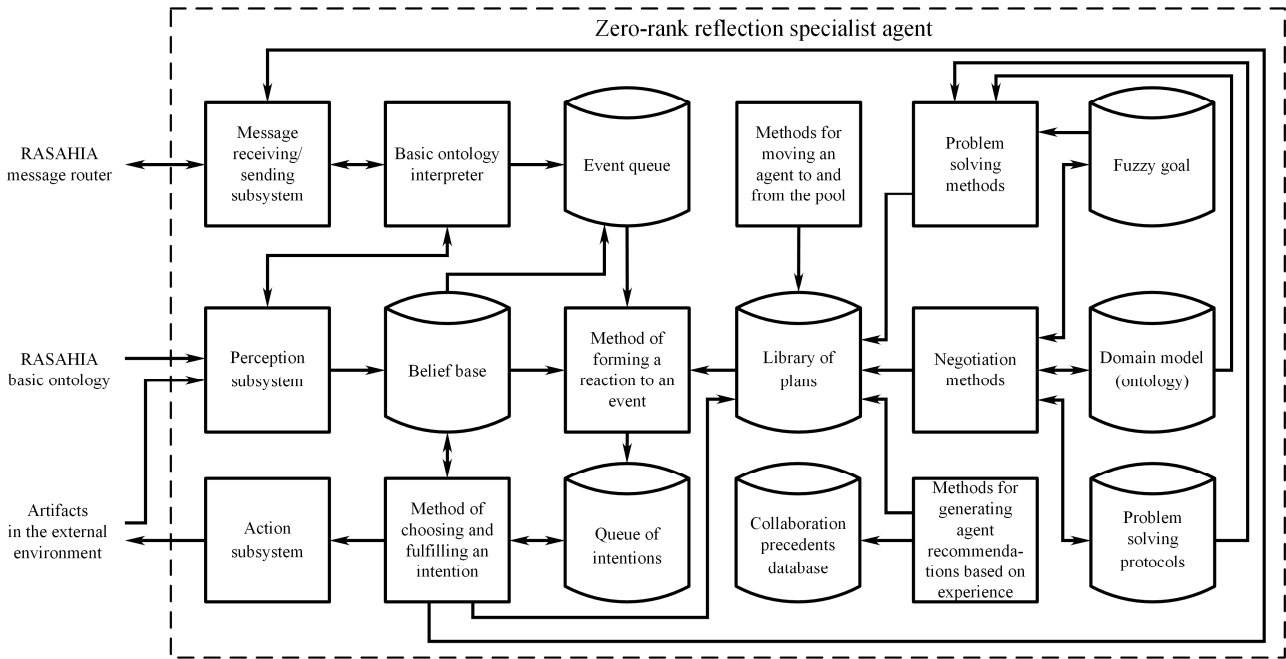 Zero-rank reflection specialist agent
RASAHIA
message router
Message
receiving/
sending
subsystem
Basic ontology
interpreter
Event queue
Methods for
moving an
agent to and
from the pool
Problem
solving
methods
Fuzzy goal
RASAHIA
basic ontology
Perception
subsystem
Belief base
Method of
forming a
reaction to an
event
Library of
plans
Negotiation
methods
Domain model
(ontology)
Artifacts
in the external
environment
Action
subsystem
Method of
choosing and
fulfilling an
intention
Queue of
intentions
Collaboration
precedents
database
Methods for
generating
agent
recommenda-
tions based on
experience
Problem
solving
protocols